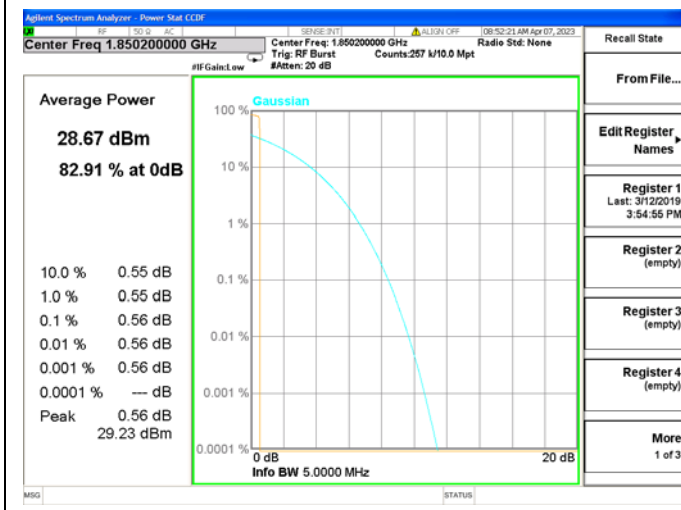 Agilent Spectrum Analyzer - Power Stat CCDF
RF 50 Ω AC SENSE:INT ALIGN OFF 08:52:21 AM Apr 07, 2023
Center Freq 1.850200000 GHz
Center Freq: 1.850200000 GHz Radio Std: None
Trig: RF Burst Counts:257 k/10.0 Mpt
#IFGain:Low #Atten: 20 dB
Average Power
28.67 dBm
82.91 % at 0dB
10.0 % 0.55 dB
1.0 % 0.55 dB
0.1 % 0.56 dB
0.01 % 0.56 dB
0.001 % 0.56 dB
0.0001 % --- dB
Peak 0.56 dB
29.23 dBm
Gaussian
100 %
10 %
1 %
0.1 %
0.01 %
0.001 %
0.0001 %
0 dB 20 dB
Info BW 5.0000 MHz
Recall State
From File...
Edit Register
Names
Register 1
Last: 3/12/2019
3:54:55 PM
Register 2
(empty)
Register 3
(empty)
Register 4
(empty)
More
1 of 3
MSG STATUS